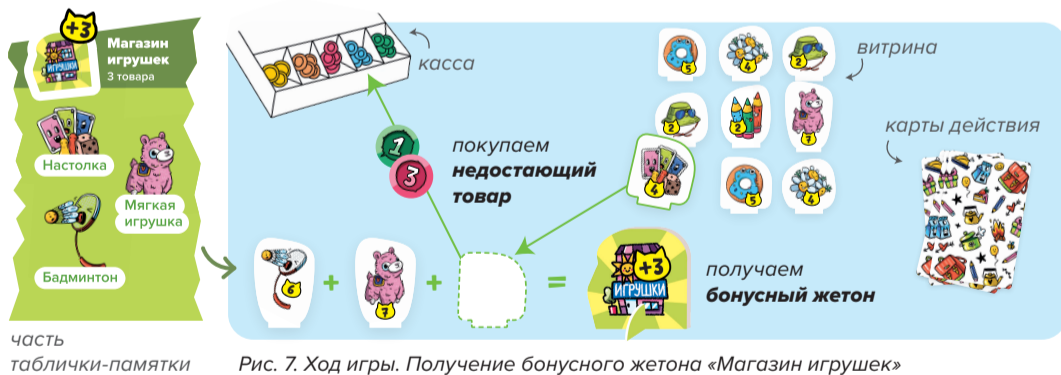 +3
Магазин
игрушек
3 товара
ИГРУШКИ
Настолка
Мягкая
игрушка
Бадминтон
часть
таблички-памятки
касса
1
3
покупаем
недостающий
товар
витрина
5
4
2
2
2
7
4
5
4
карты действия
6
+
7
+
=
+3
ИГРУШКИ
получаем
бонусный жетон
Рис. 7. Ход игры. Получение бонусного жетона «Магазин игрушек»